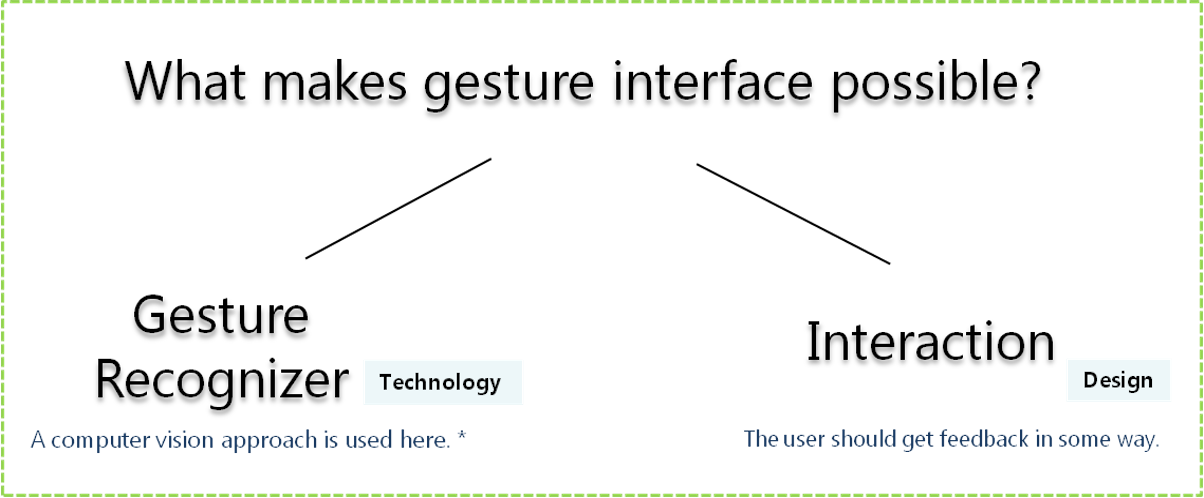 What makes gesture interface possible?
Gesture
Recognizer
Technology
A computer vision approach is used here. *
Interaction
Design
The user should get feedback in some way.